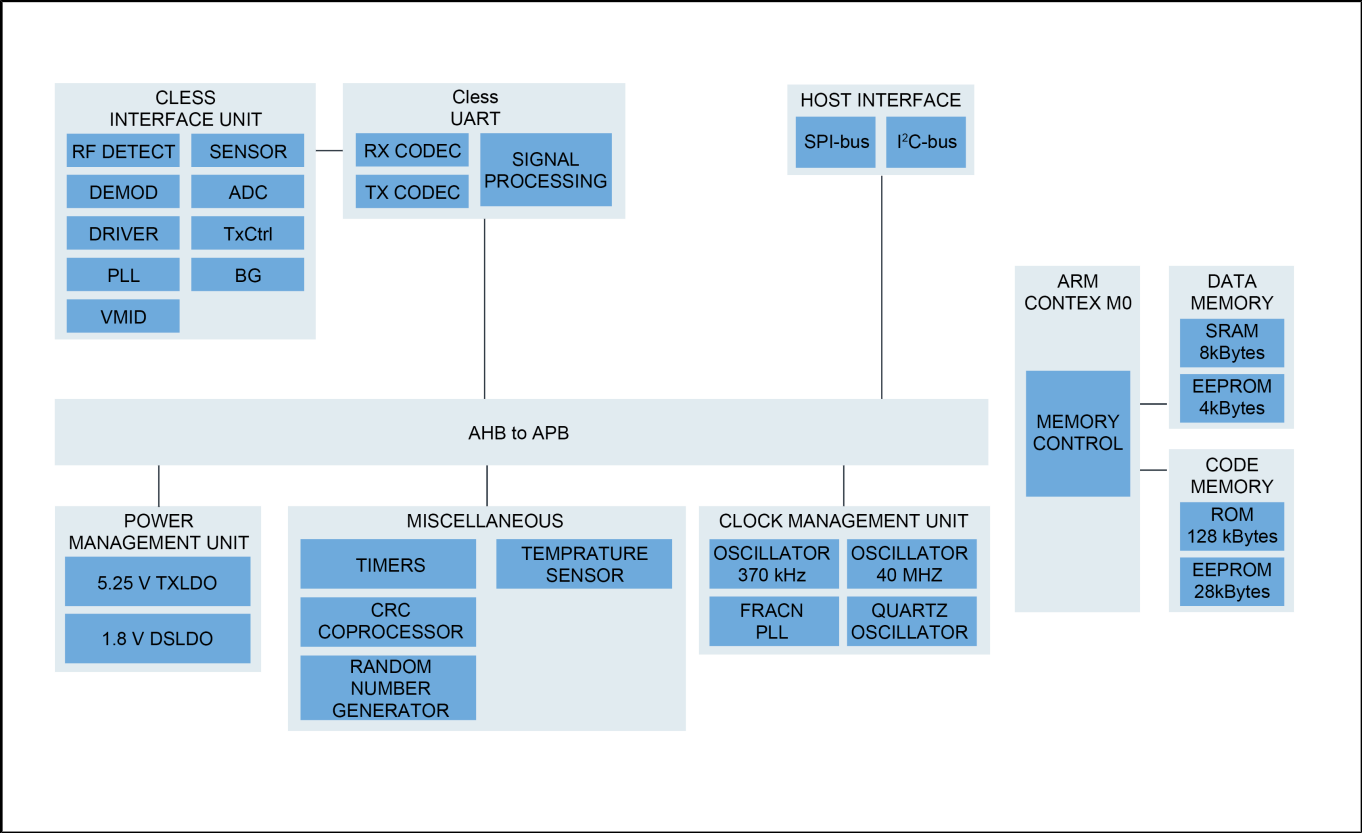 CLESS
INTERFACE UNIT
RF DETECT
SENSOR
DEMOD
ADC
DRIVER
TxCtrl
PLL
BG
VMID
Cless
UART
RX CODEC
TX CODEC
SIGNAL
PROCESSING
HOST INTERFACE
SPI-bus
I²C-bus
ARM
CONTEX M0
MEMORY
CONTROL
DATA
MEMORY
SRAM
8kBytes
EEPROM
4kBytes
CODE
MEMORY
ROM
128 kBytes
EEPROM
28kBytes
AHB to APB
POWER
MANAGEMENT UNIT
5.25 V TXLDO
1.8 V DSLDO
MISCELLANEOUS
TIMERS
TEMPRATURE
SENSOR
CRC
COPROCESSOR
RANDOM
NUMBER
GENERATOR
CLOCK MANAGEMENT UNIT
OSCILLATOR
370 kHz
OSCILLATOR
40 MHZ
FRACN
PLL
QUARTZ
OSCILLATOR